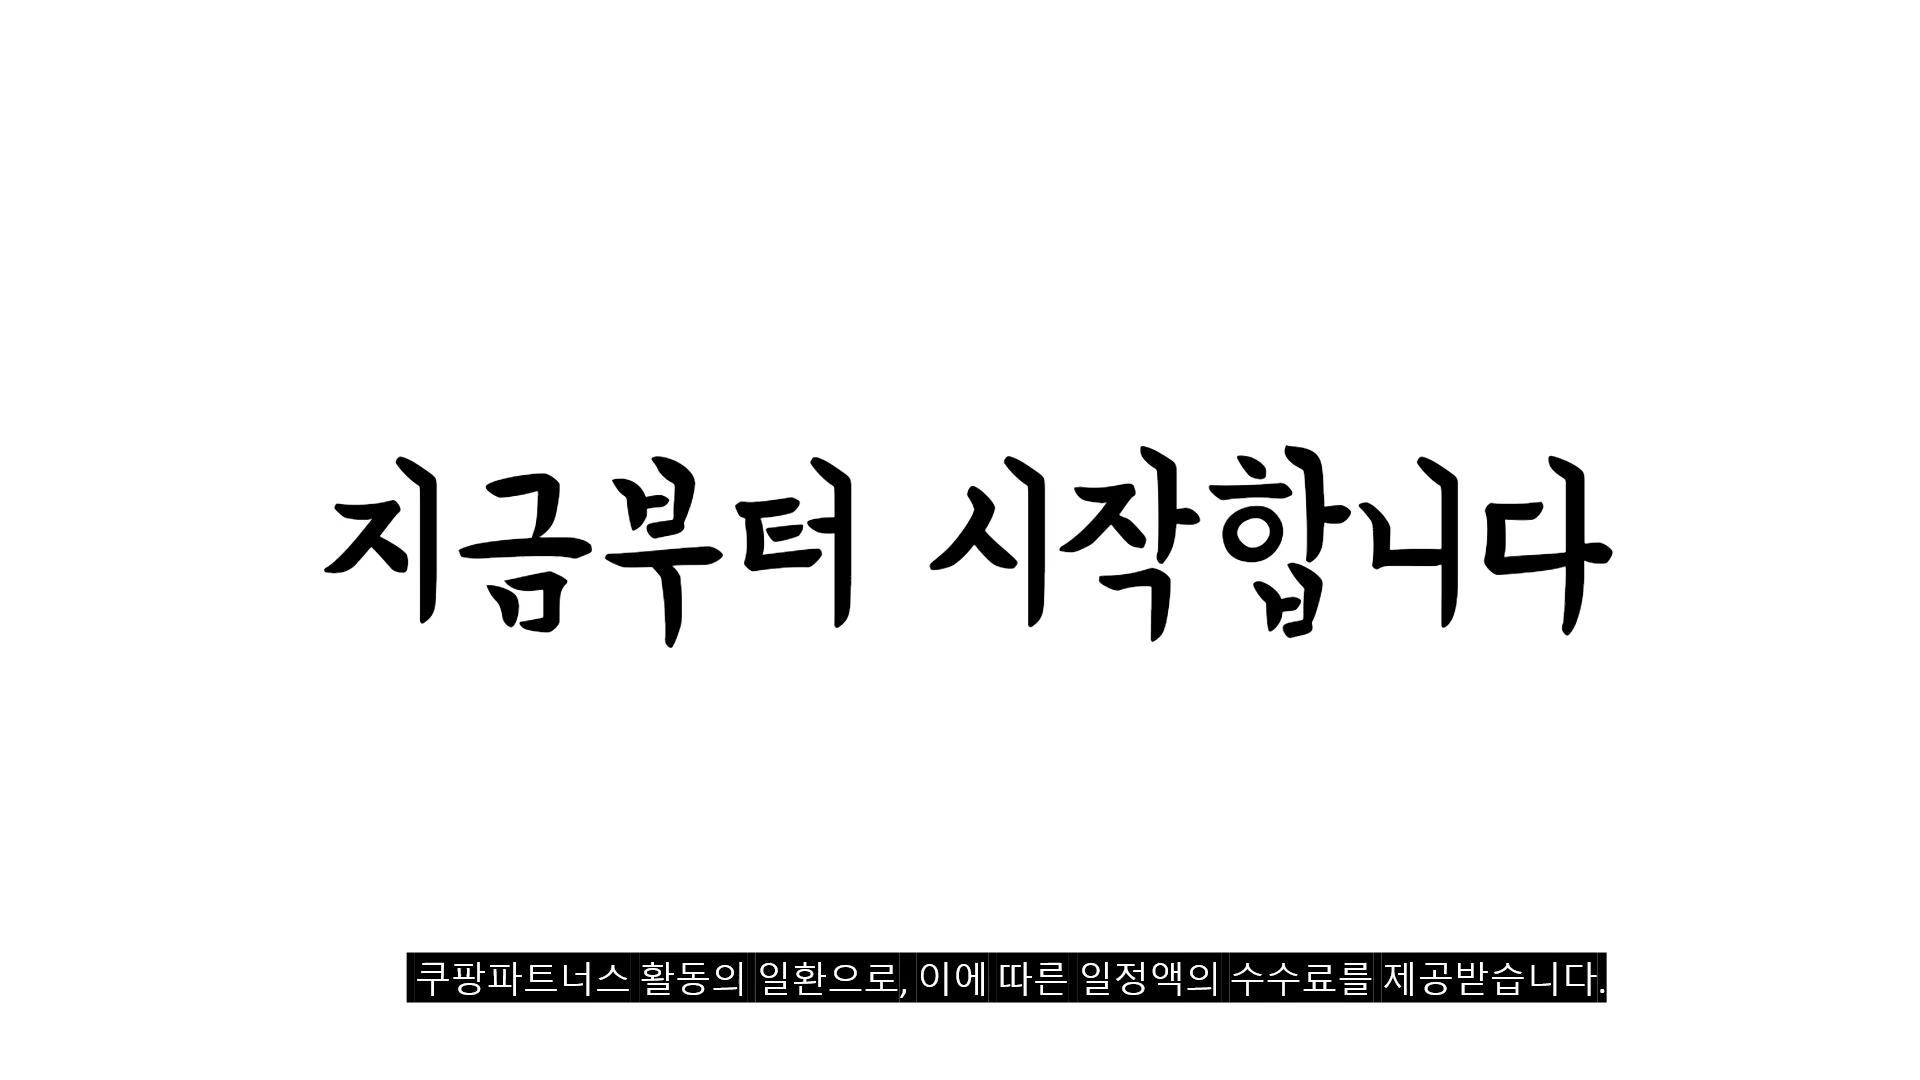 지금부터 시작합니다
쿠팡파트너스 활동의 일환으로, 이에 따른 일정액의 수수료를 제공받습니다.